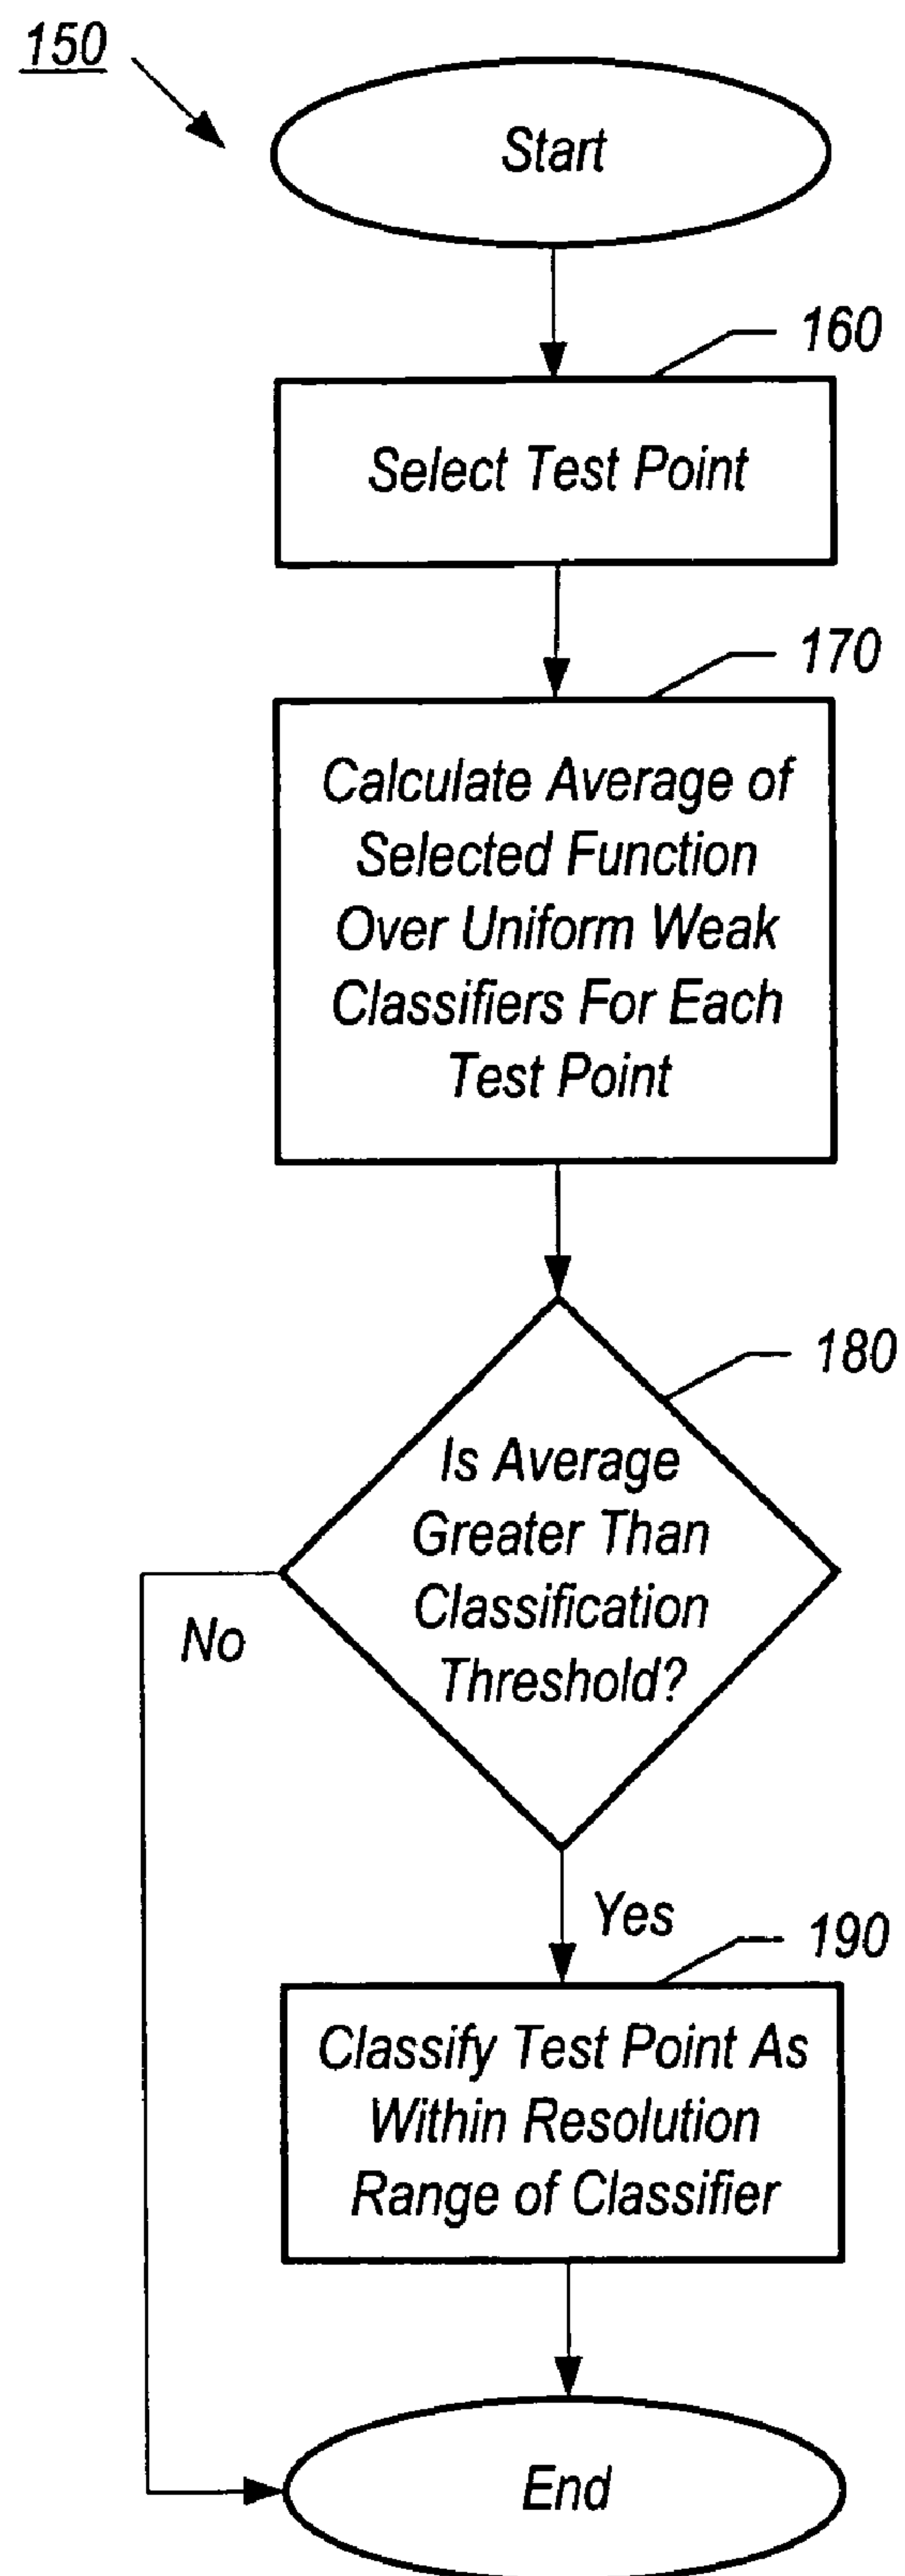 150
Start
160
Select Test Point
170
Calculate Average of
Selected Function
Over Uniform Weak
Classifiers For Each
Test Point
180
Is Average
Greater Than
Classification
Threshold?
No
Yes
190
Classify Test Point As
Within Resolution
Range of Classifier
End